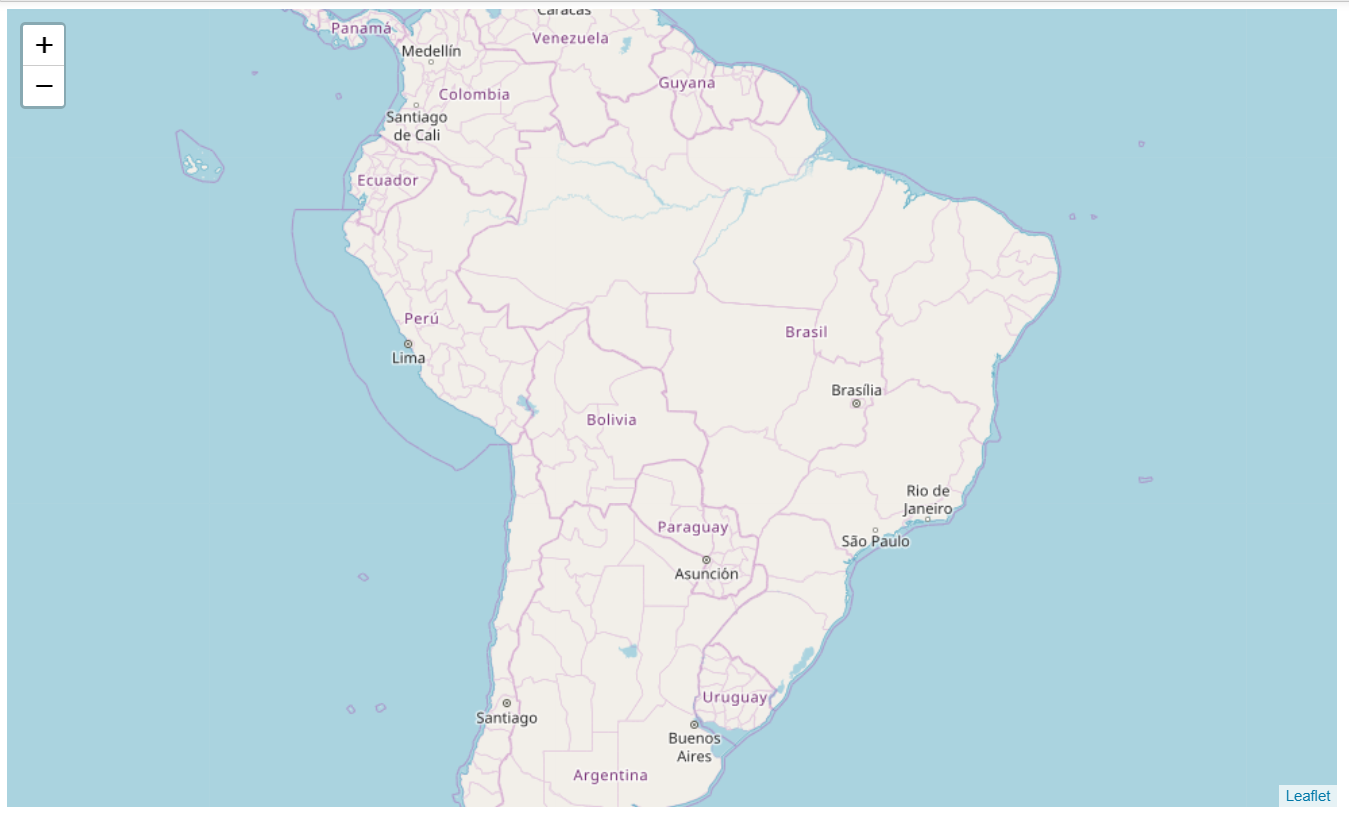 Caracas
Panamá
Venezuela
Medellín
Guyana
Colombia
Santiago
de Cali
Ecuador
Perú
Brasil
Lima
Brasília
Bolivia
Rio de
Janeiro
Paraguay
São Paulo
Asunción
Uruguay
Santiago
Buenos
Aires
Argentina
Leaflet
+
−